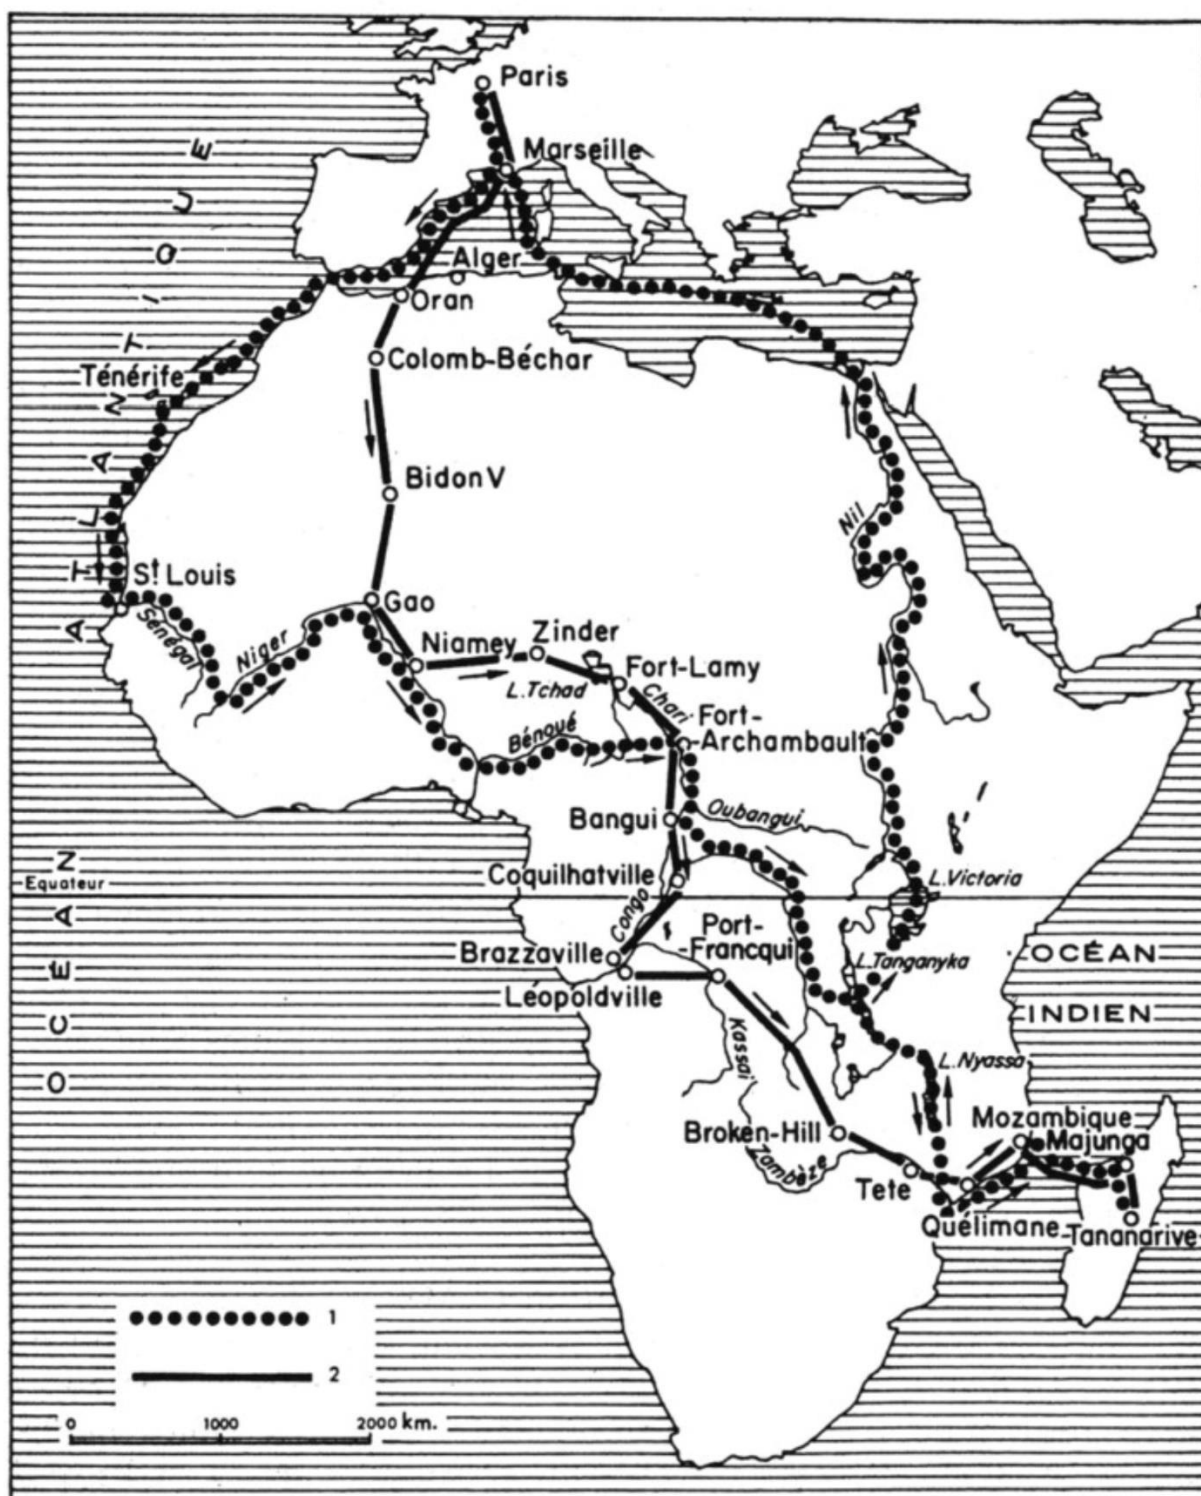 Paris
Marseille
Alger
Oran
Colomb-Béchar
Ténérife
Bidon V
Nil
St Louis
Sénégal
Gao
Niger
Niamey
Zinder
L.Tchad
Fort-Lamy
Chari
Fort-
Archambault
Bénoué
Bangui
Oubangui
Coquilhatville
Equateur
L.Victoria
Congo
Port-
-Francqui
Brazzaville
Léopoldville
L.Tanganyka
Kassaï
L.Nyassa
OCÉAN
INDIEN
OCÉAN ATLANTIQUE
Broken-Hill
Zambèze
Tete
Mozambique
Majunga
Quélimane
Tananarive
1
2
0 1000 2000 km.